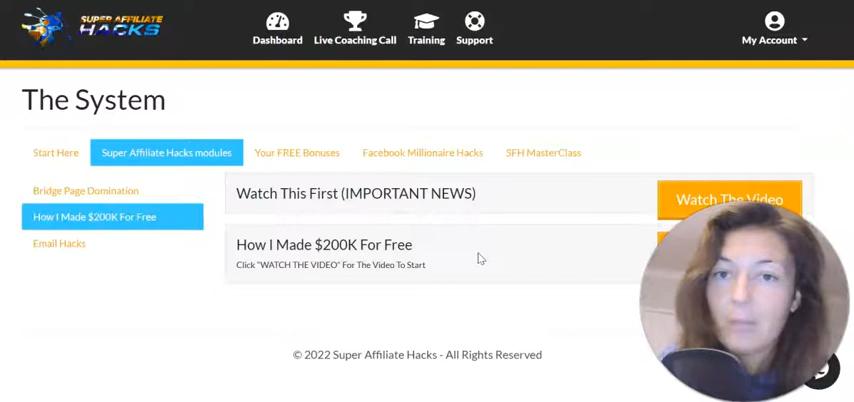 SUPER AFFILIATE
HACKS
Dashboard
Live Coaching Call
Training
Support
My Account
The System
Start Here
Super Affiliate Hacks modules
Your FREE Bonuses
Facebook Millionaire Hacks
SFH MasterClass
Bridge Page Domination
How I Made $200K For Free
Email Hacks
Watch This First (IMPORTANT NEWS)
Watch The Video
How I Made $200K For Free
Click "WATCH THE VIDEO" For The Video To Start
© 2022 Super Affiliate Hacks - All Rights Reserved